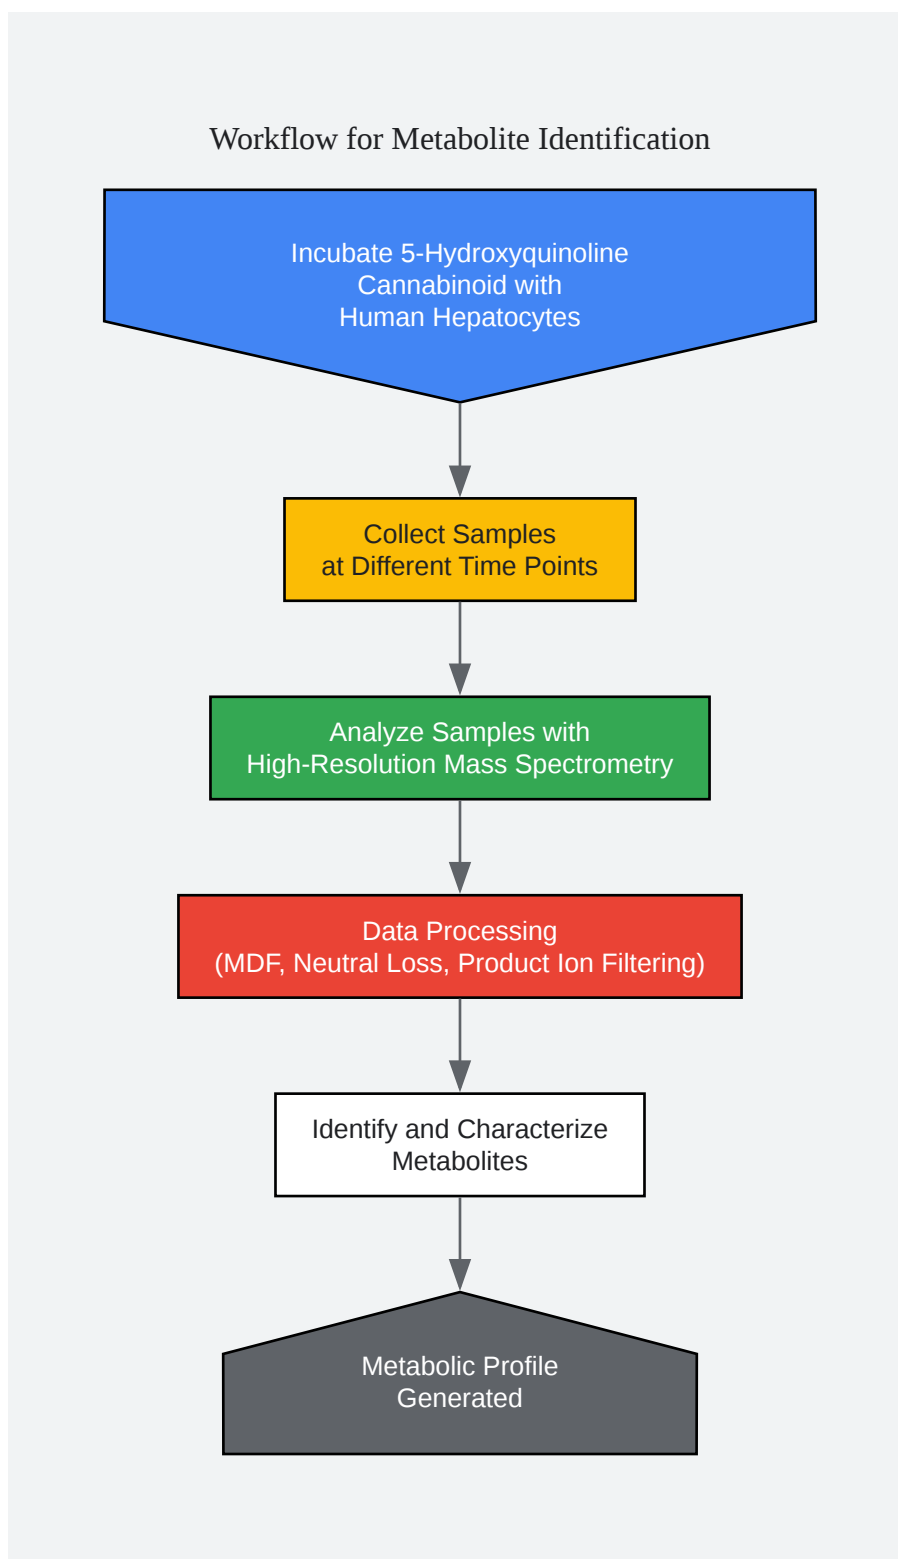 Workflow for Metabolite Identification
Incubate 5-Hydroxyquinoline
Cannabinoid with
Human Hepatocytes
Collect Samples
at Different Time Points
Analyze Samples with
High-Resolution Mass Spectrometry
Data Processing
(MDF, Neutral Loss, Product Ion Filtering)
Identify and Characterize
Metabolites
Metabolic Profile
Generated